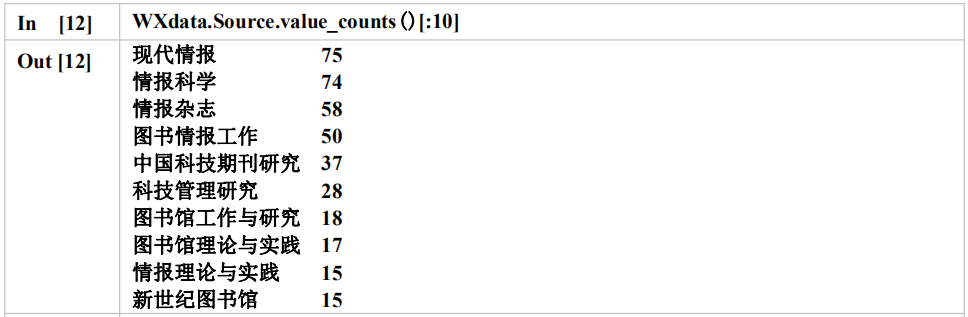 In [12] WXdata.Source.value_counts()[:10]
Out [12] 现代情报 75
情报科学 74
情报杂志 58
图书情报工作 50
中国科技期刊研究 37
科技管理研究 28
图书馆工作与研究 18
图书馆理论与实践 17
情报理论与实践 15
新世纪图书馆 15